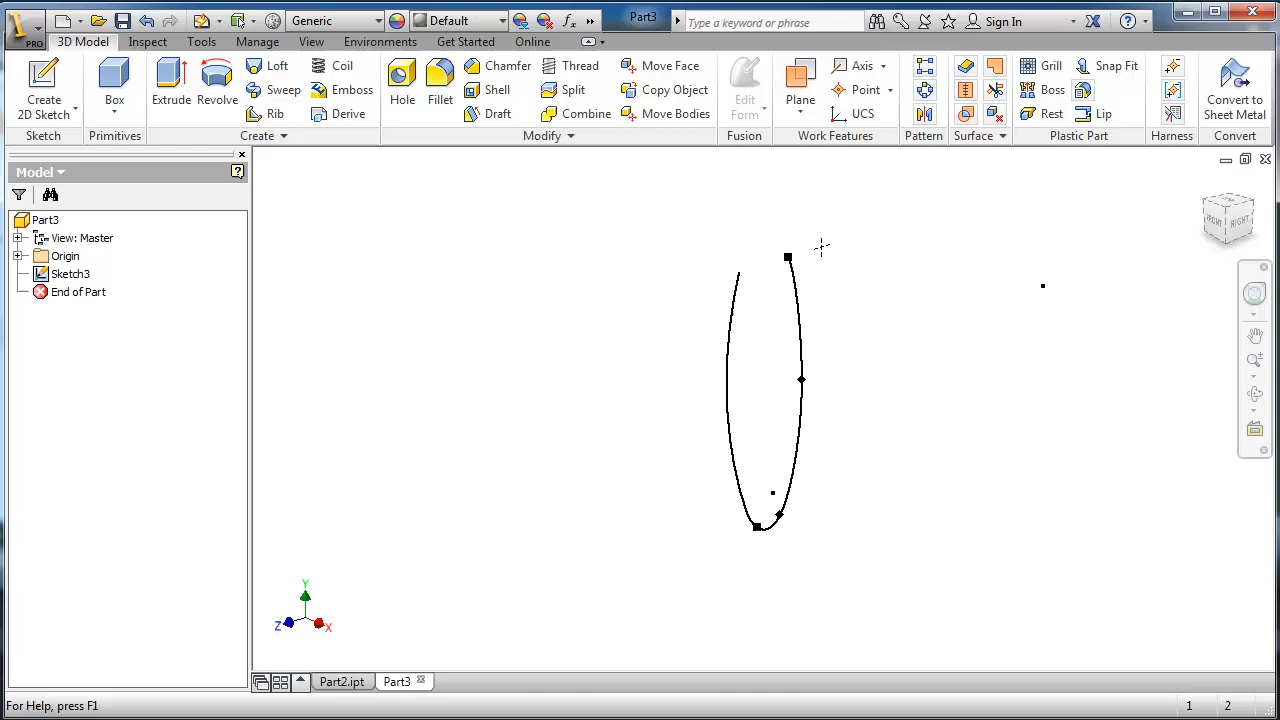 PRO
Generic
Default
Part3
Type a keyword or phrase
Sign In
3D Model
Inspect
Tools
Manage
View
Environments
Get Started
Online
Create
2D Sketch
Box
Extrude
Revolve
Loft
Coil
Sweep
Emboss
Rib
Derive
Hole
Fillet
Chamfer
Thread
Move Face
Shell
Split
Copy Object
Draft
Combine
Move Bodies
Edit
Form
Plane
Axis
Point
UCS
Grill
Snap Fit
Boss
Rest
Lip
Convert to
Sheet Metal
Sketch
Primitives
Create
Modify
Fusion
Work Features
Pattern
Surface
Plastic Part
Harness
Convert
Model
Part3
View: Master
Origin
Sketch3
End of Part
FRONT
RIGHT
Y
Z
X
Part2.ipt
Part3
For Help, press F1
1
2